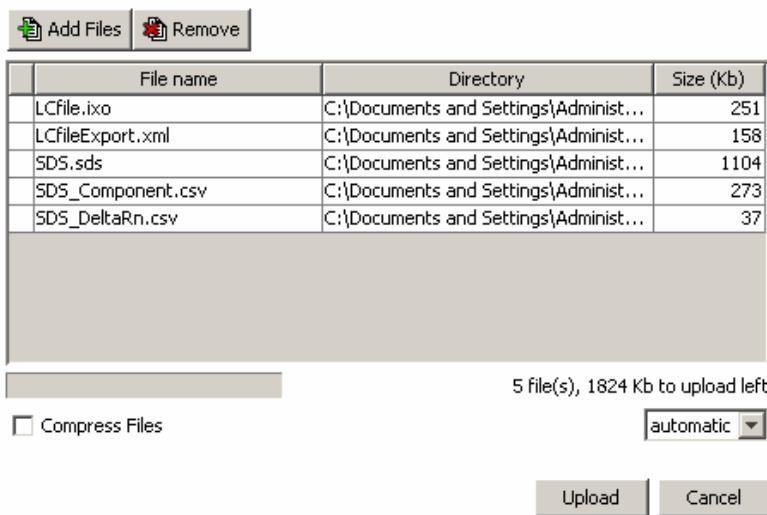 Add Files Remove
File name Directory Size (Kb)
LCfile.ixo C:\Documents and Settings\Administ... 251
LCfileExport.xml C:\Documents and Settings\Administ... 158
SDS.sds C:\Documents and Settings\Administ... 1104
SDS_Component.csv C:\Documents and Settings\Administ... 273
SDS_DeltaRn.csv C:\Documents and Settings\Administ... 37
5 file(s), 1824 Kb to upload left
Compress Files automatic
Upload Cancel